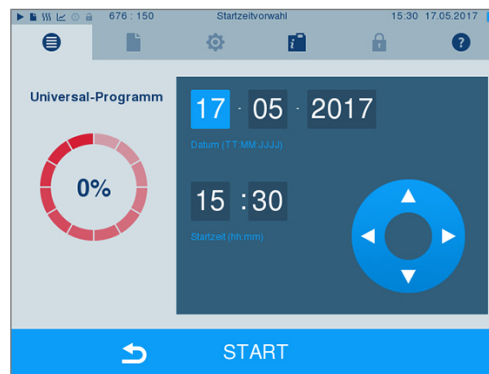 676 : 150 Startzeitvorwahl 15:30 17.05.2017
Universal-Programm
0%
17 . 05 . 2017
Datum (TT:MM:JJJJ)
15 : 30
Startzeit (hh:mm)
START